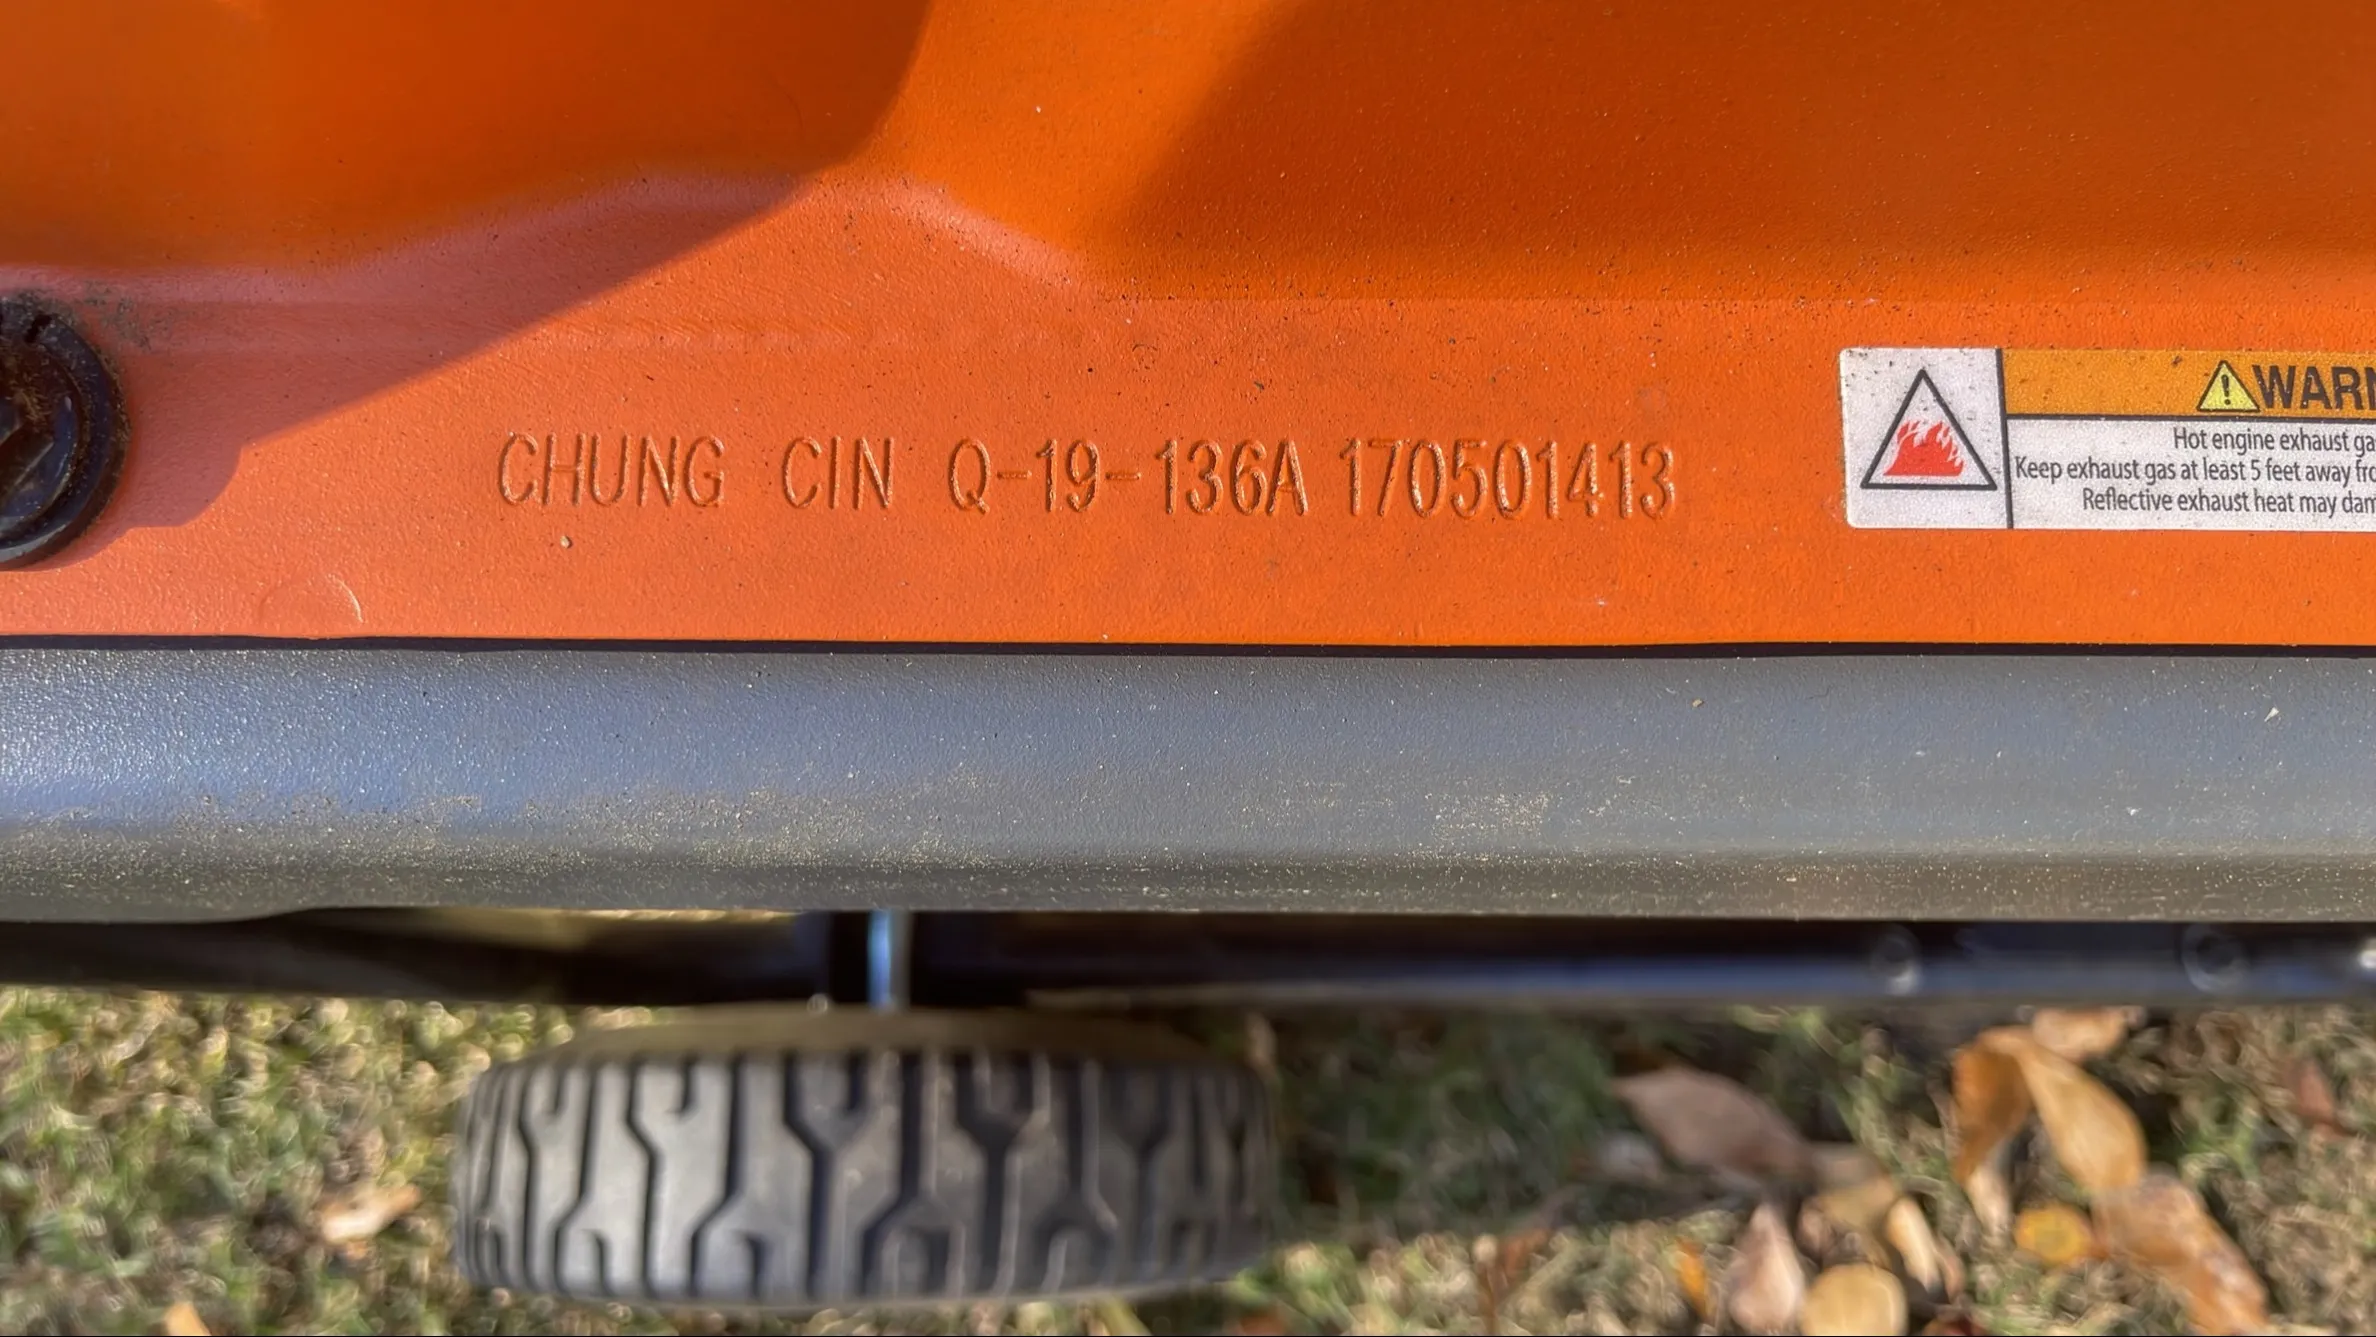 CHUNG CIN Q-19-136A 170501413
WARN
Hot engine exhaust ga
Keep exhaust gas at least 5 feet away fro
Reflective exhaust heat may dam